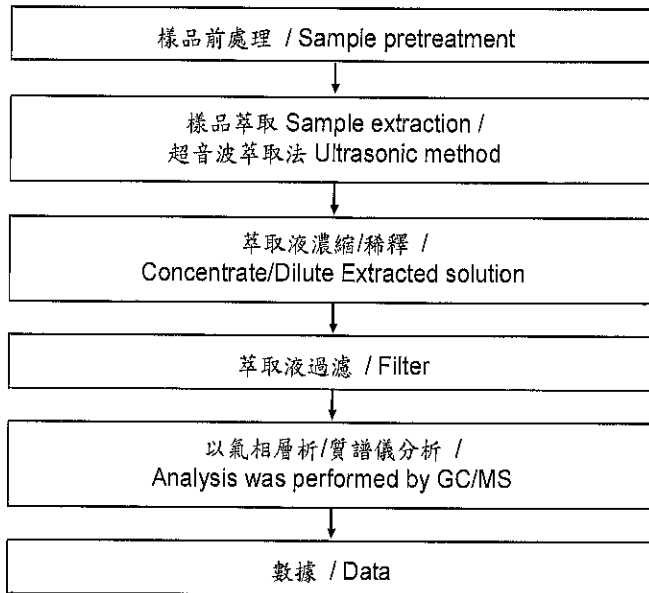 樣品前處理 / Sample pretreatment
樣品萃取 Sample extraction /
超音波萃取法 Ultrasonic method
萃取液濃縮/稀釋 /
Concentrate/Dilute Extracted solution
萃取液過濾 / Filter
以氣相層析/質譜儀分析 /
Analysis was performed by GC/MS
數據 / Data